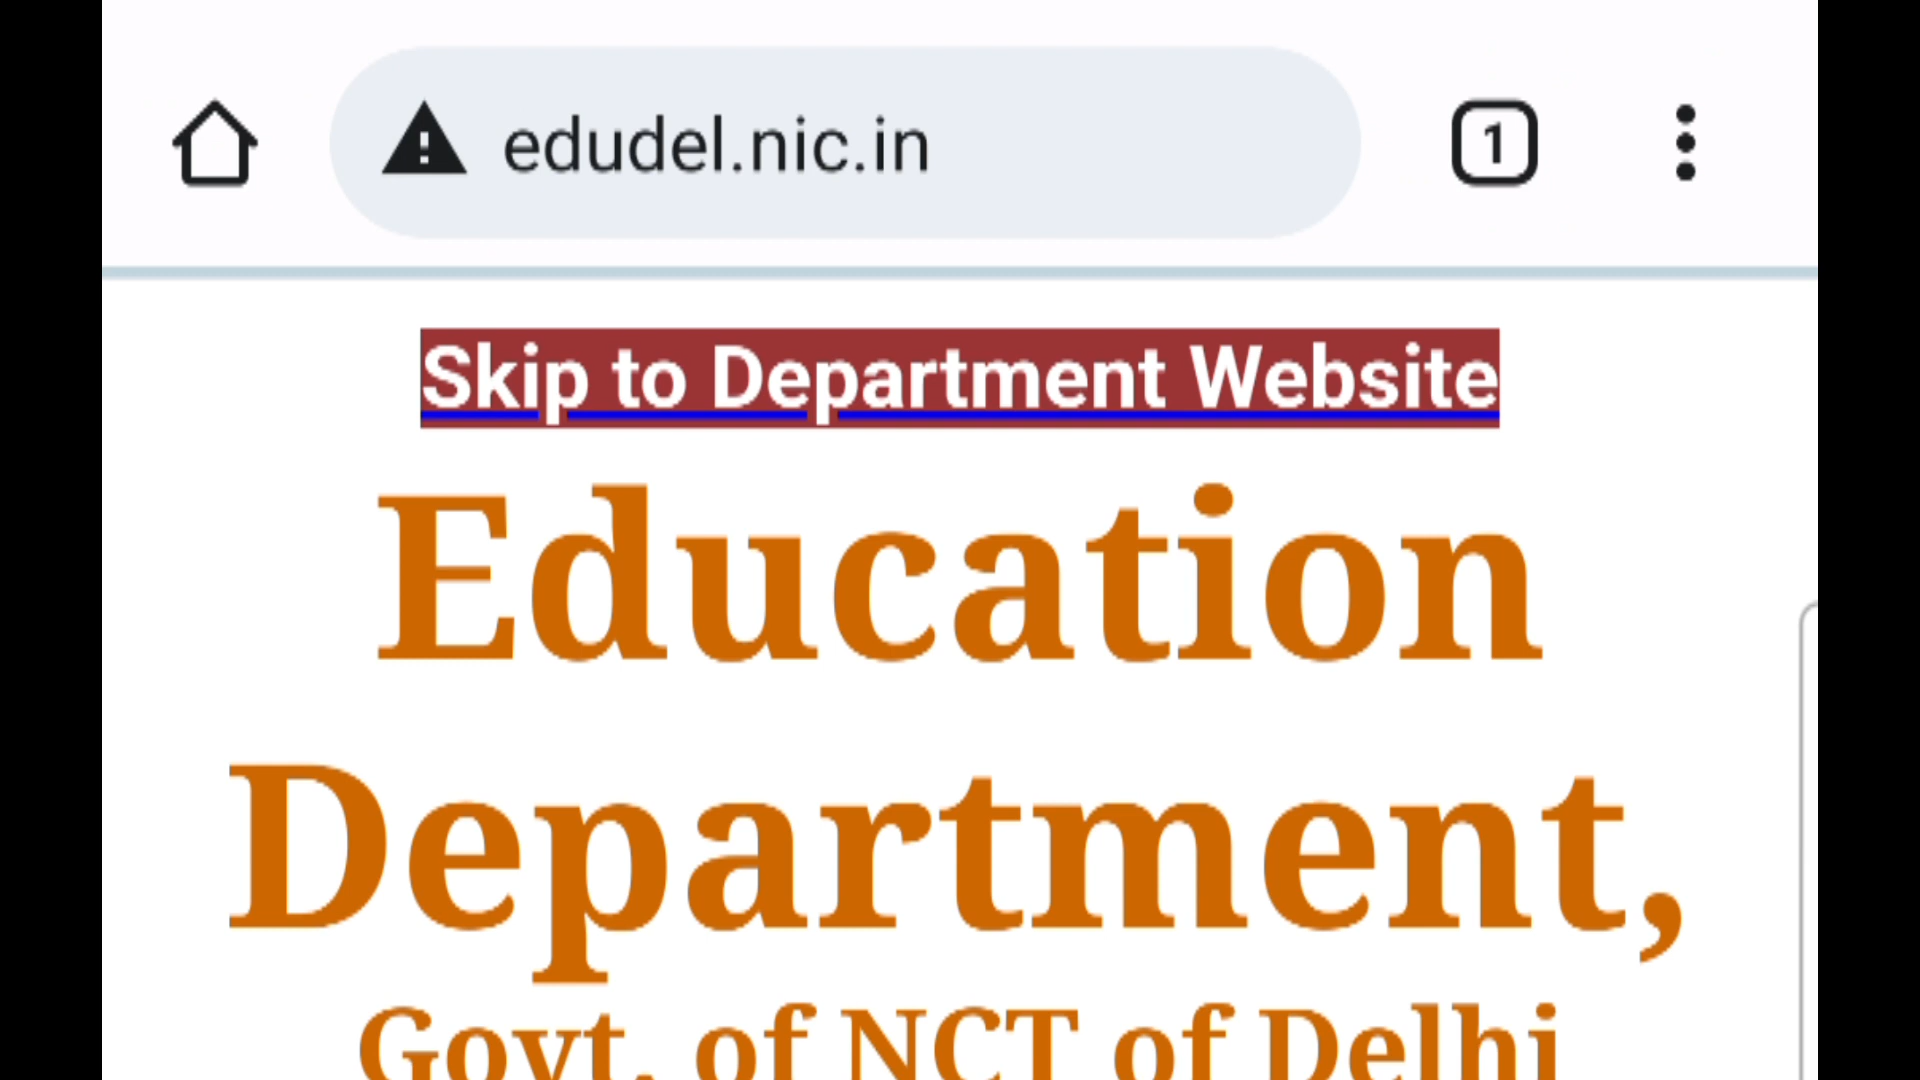 edudel.nic.in
1
Skip to Department Website
Education
Department,
Govt. of NCT of Delhi